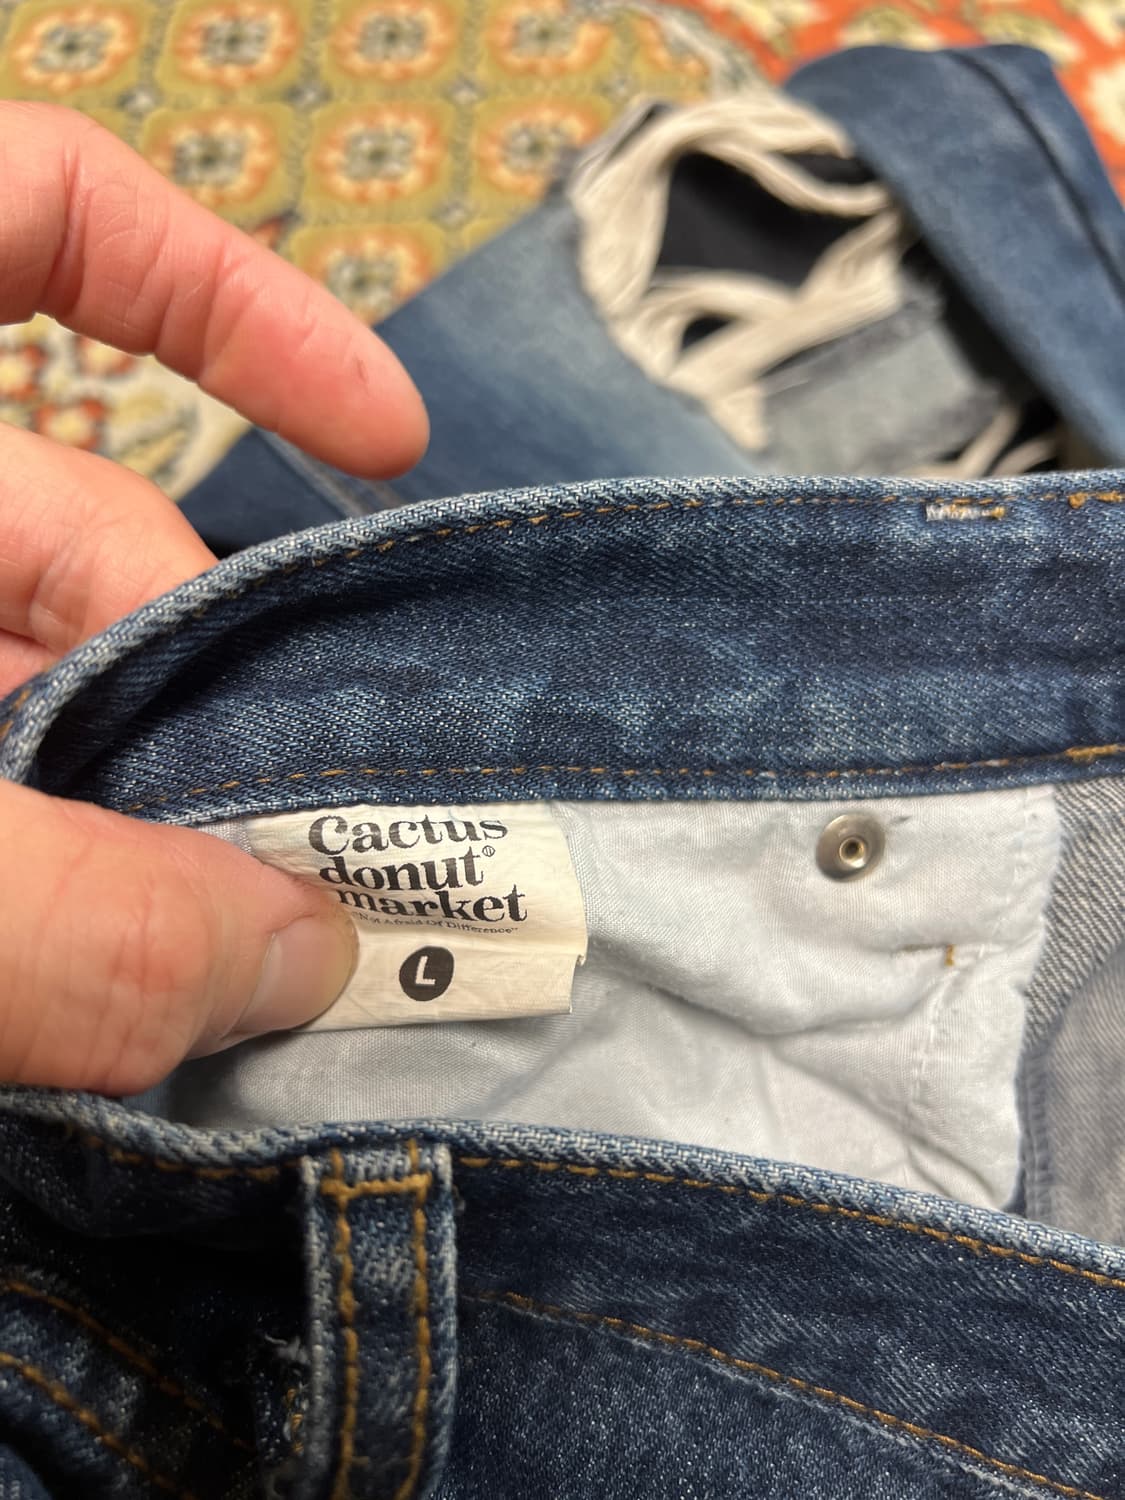 Cactus
donut®
market
"Not Afraid Of Difference"
L